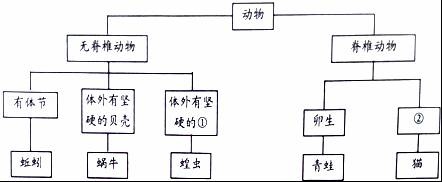 动物
无脊椎动物
脊椎动物
有体节
体外有坚
硬的贝壳
体外有坚
硬的①
卵生
②
蚯蚓
蜗牛
蝗虫
青蛙
猫